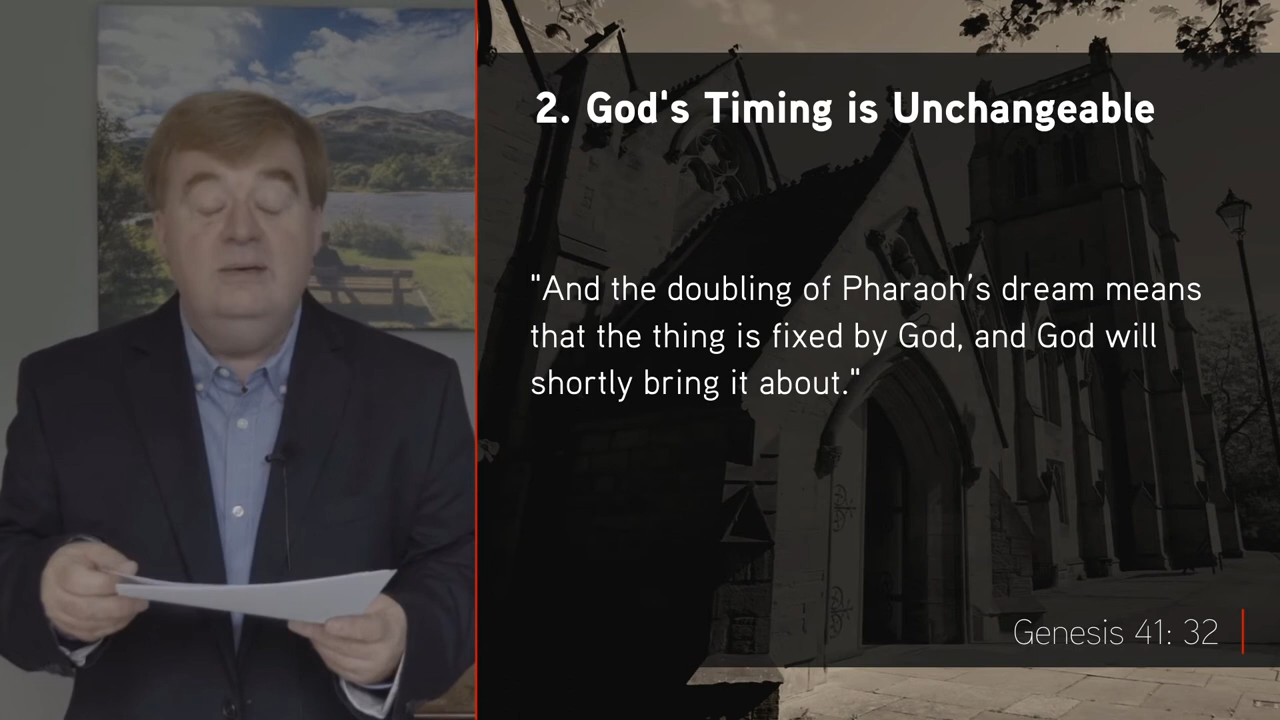 2. God's Timing is Unchangeable
"And the doubling of Pharaoh’s dream means
that the thing is fixed by God, and God will
shortly bring it about."
Genesis 41: 32